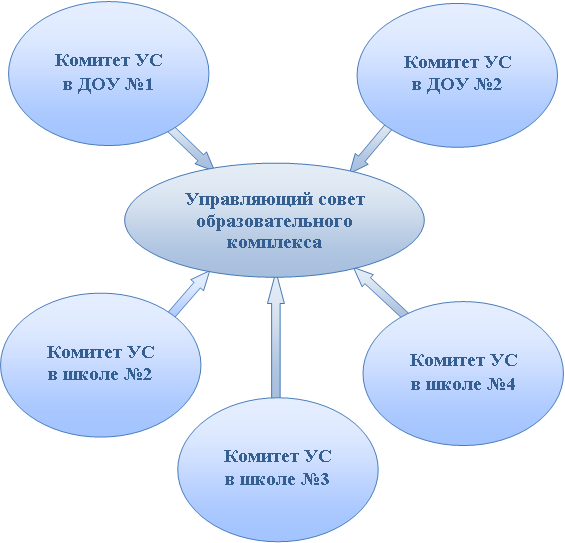 Комитет УС
в ДОУ №1
Комитет УС
в ДОУ №2
Управляющий совет
образовательного
комплекса
Комитет УС
в школе №2
Комитет УС
в школе №4
Комитет УС
в школе №3